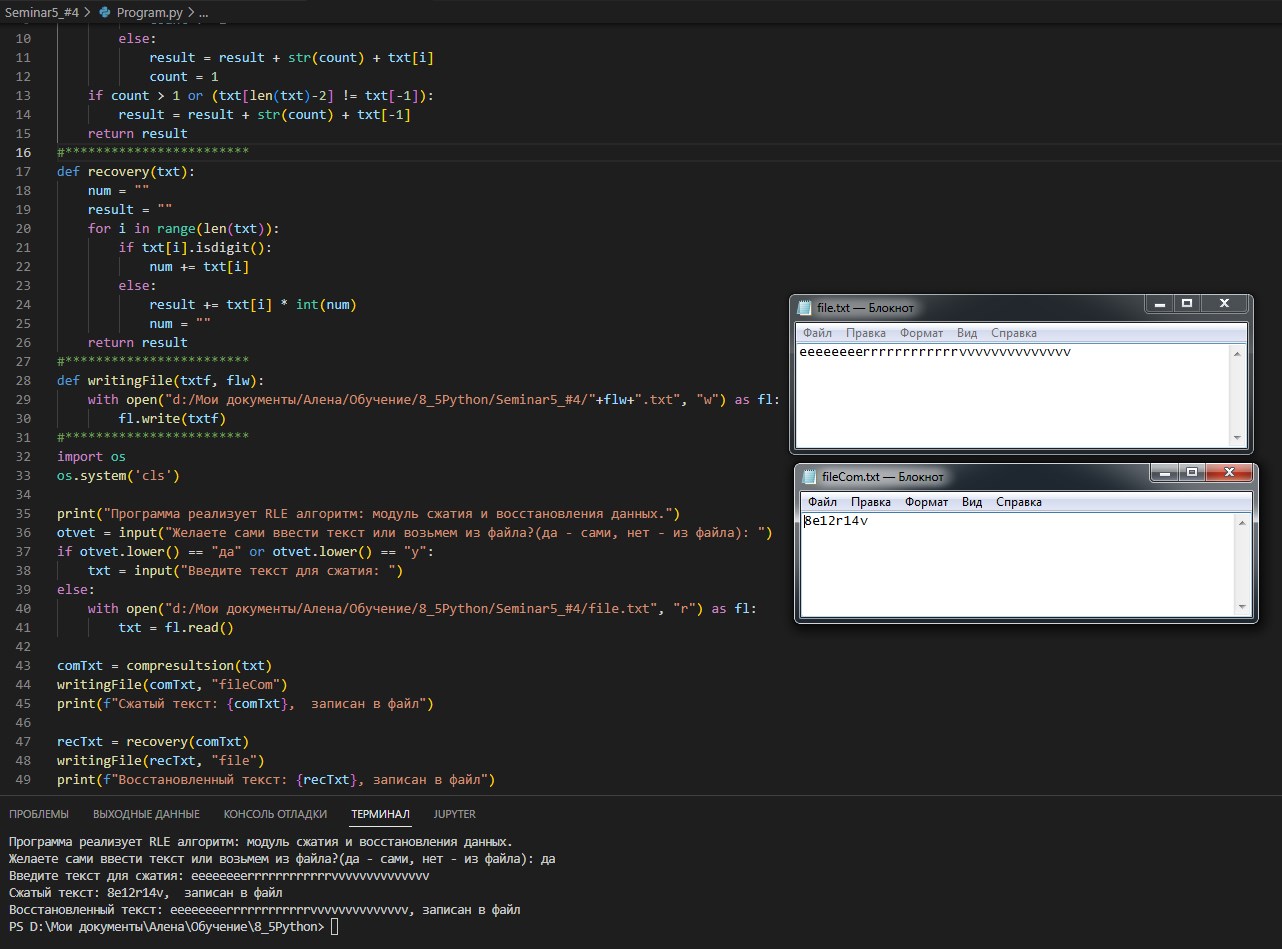 Seminar5_#4 > Program.py > ...
10 else:
11 result = result + str(count) + txt[i]
12 count = 1
13 if count > 1 or (txt[len(txt)-2] != txt[-1]):
14 result = result + str(count) + txt[-1]
15 return result
16 #************************
17 def recovery(txt):
18 num = ""
19 result = ""
20 for i in range(len(txt)):
21 if txt[i].isdigit():
22 num += txt[i]
23 else:
24 result += txt[i] * int(num)
25 num = ""
26 return result
27 #************************
28 def writingFile(txtf, flw):
29 with open("d:/Мои документы/Алена/Обучение/8_5Python/Seminar5_#4/"+flw+".txt", "w") as fl:
30 fl.write(txtf)
31 #************************
32 import os
33 os.system('cls')
34
35 print("Программа реализует RLE алгоритм: модуль сжатия и восстановления данных.")
36 otvet = input("Желаете сами ввести текст или возьмем из файла?(да - сами, нет - из файла): ")
37 if otvet.lower() == "да" or otvet.lower() == "y":
38 txt = input("Введите текст для сжатия: ")
39 else:
40 with open("d:/Мои документы/Алена/Обучение/8_5Python/Seminar5_#4/file.txt", "r") as fl:
41 txt = fl.read()
42
43 comTxt = compresultsion(txt)
44 writingFile(comTxt, "fileCom")
45 print(f"Сжатый текст: {comTxt},  записан в файл")
46
47 recTxt = recovery(comTxt)
48 writingFile(recTxt, "file")
49 print(f"Восстановленный текст: {recTxt}, записан в файл")
file.txt — Блокнот
Файл Правка Формат Вид Справка
eeeeeeeerrrrrrrrrrrrvvvvvvvvvvvvvv
fileCom.txt — Блокнот
Файл Правка Формат Вид Справка
8e12r14v
ПРОБЛЕМЫ ВЫХОДНЫЕ ДАННЫЕ КОНСОЛЬ ОТЛАДКИ ТЕРМИНАЛ JUPYTER
Программа реализует RLE алгоритм: модуль сжатия и восстановления данных.
Желаете сами ввести текст или возьмем из файла?(да - сами, нет - из файла): да
Введите текст для сжатия: eeeeeeeerrrrrrrrrrrrvvvvvvvvvvvvvv
Сжатый текст: 8e12r14v,  записан в файл
Восстановленный текст: eeeeeeeerrrrrrrrrrrrvvvvvvvvvvvvvv, записан в файл
PS D:\Мои документы\Алена\Обучение\8_5Python>